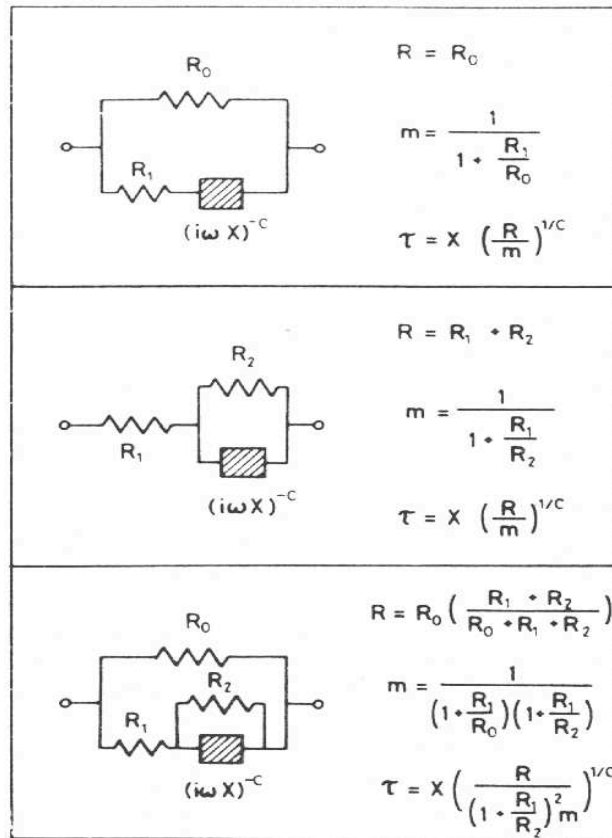 R₀
R₁
(iωX)⁻ᶜ
R = R₀
m = 1 / (1 + R₁/R₀)
τ = X (R/m)^1/C
R₂
R₁
(iωX)⁻ᶜ
R = R₁ + R₂
m = 1 / (1 + R₁/R₂)
τ = X (R/m)^1/C
R₀
R₂
R₁
(iωX)⁻ᶜ
R = R₀ ((R₁ + R₂) / (R₀ + R₁ + R₂))
m = 1 / ((1 + R₁/R₀)(1 + R₁/R₂))
τ = X (R / ((1 + R₁/R₂)² m))^1/C